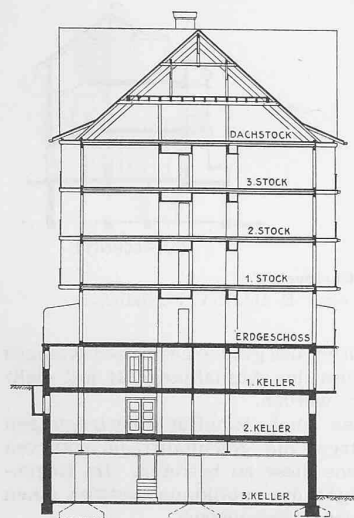 DACHSTOCK
3. STOCK
2. STOCK
1. STOCK
ERDGESCHOSS
1. KELLER
2. KELLER
3. KELLER